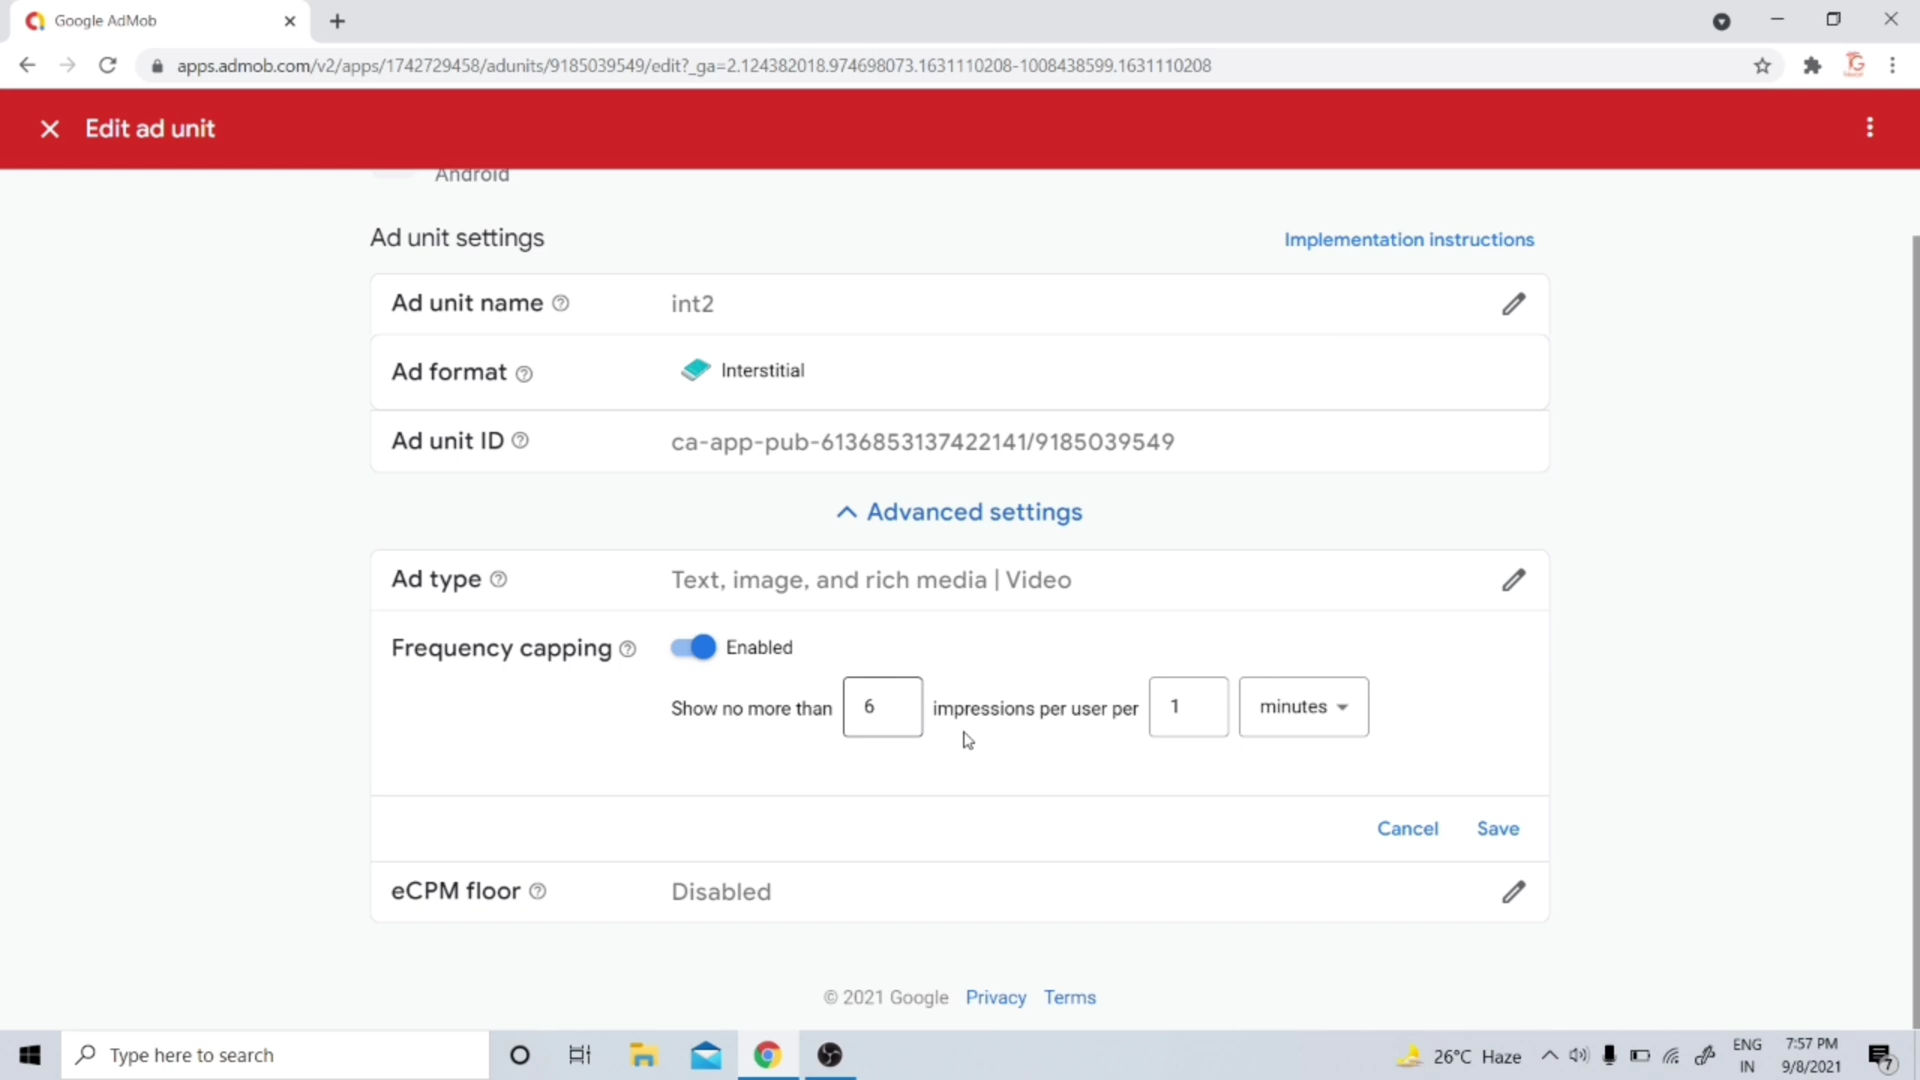 Google AdMob
apps.admob.com/v2/apps/1742729458/adunits/9185039549/edit?_ga=2.124382018.974698073.1631110208-1008438599.1631110208
Edit ad unit
Android
Ad unit settings
Implementation instructions
Ad unit name int2
Ad format Interstitial
Ad unit ID ca-app-pub-6136853137422141/9185039549
Advanced settings
Ad type Text, image, and rich media | Video
Frequency capping Enabled
Show no more than 6 impressions per user per 1 minutes
Cancel Save
eCPM floor Disabled
© 2021 Google Privacy Terms
Type here to search
26°C Haze
ENG
IN
7:57 PM
9/8/2021
7